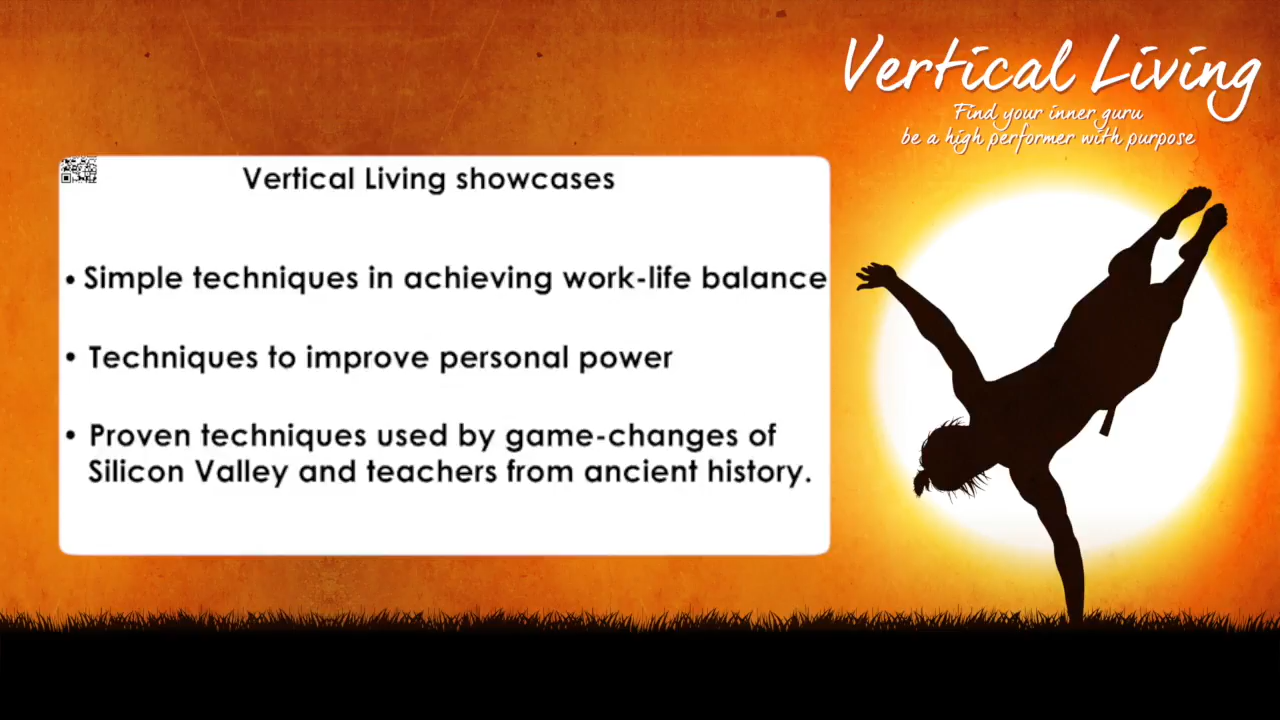 Vertical Living
Find your inner guru
be a high performer with purpose
Vertical Living showcases
• Simple techniques in achieving work-life balance
• Techniques to improve personal power
• Proven techniques used by game-changes of
Silicon Valley and teachers from ancient history.